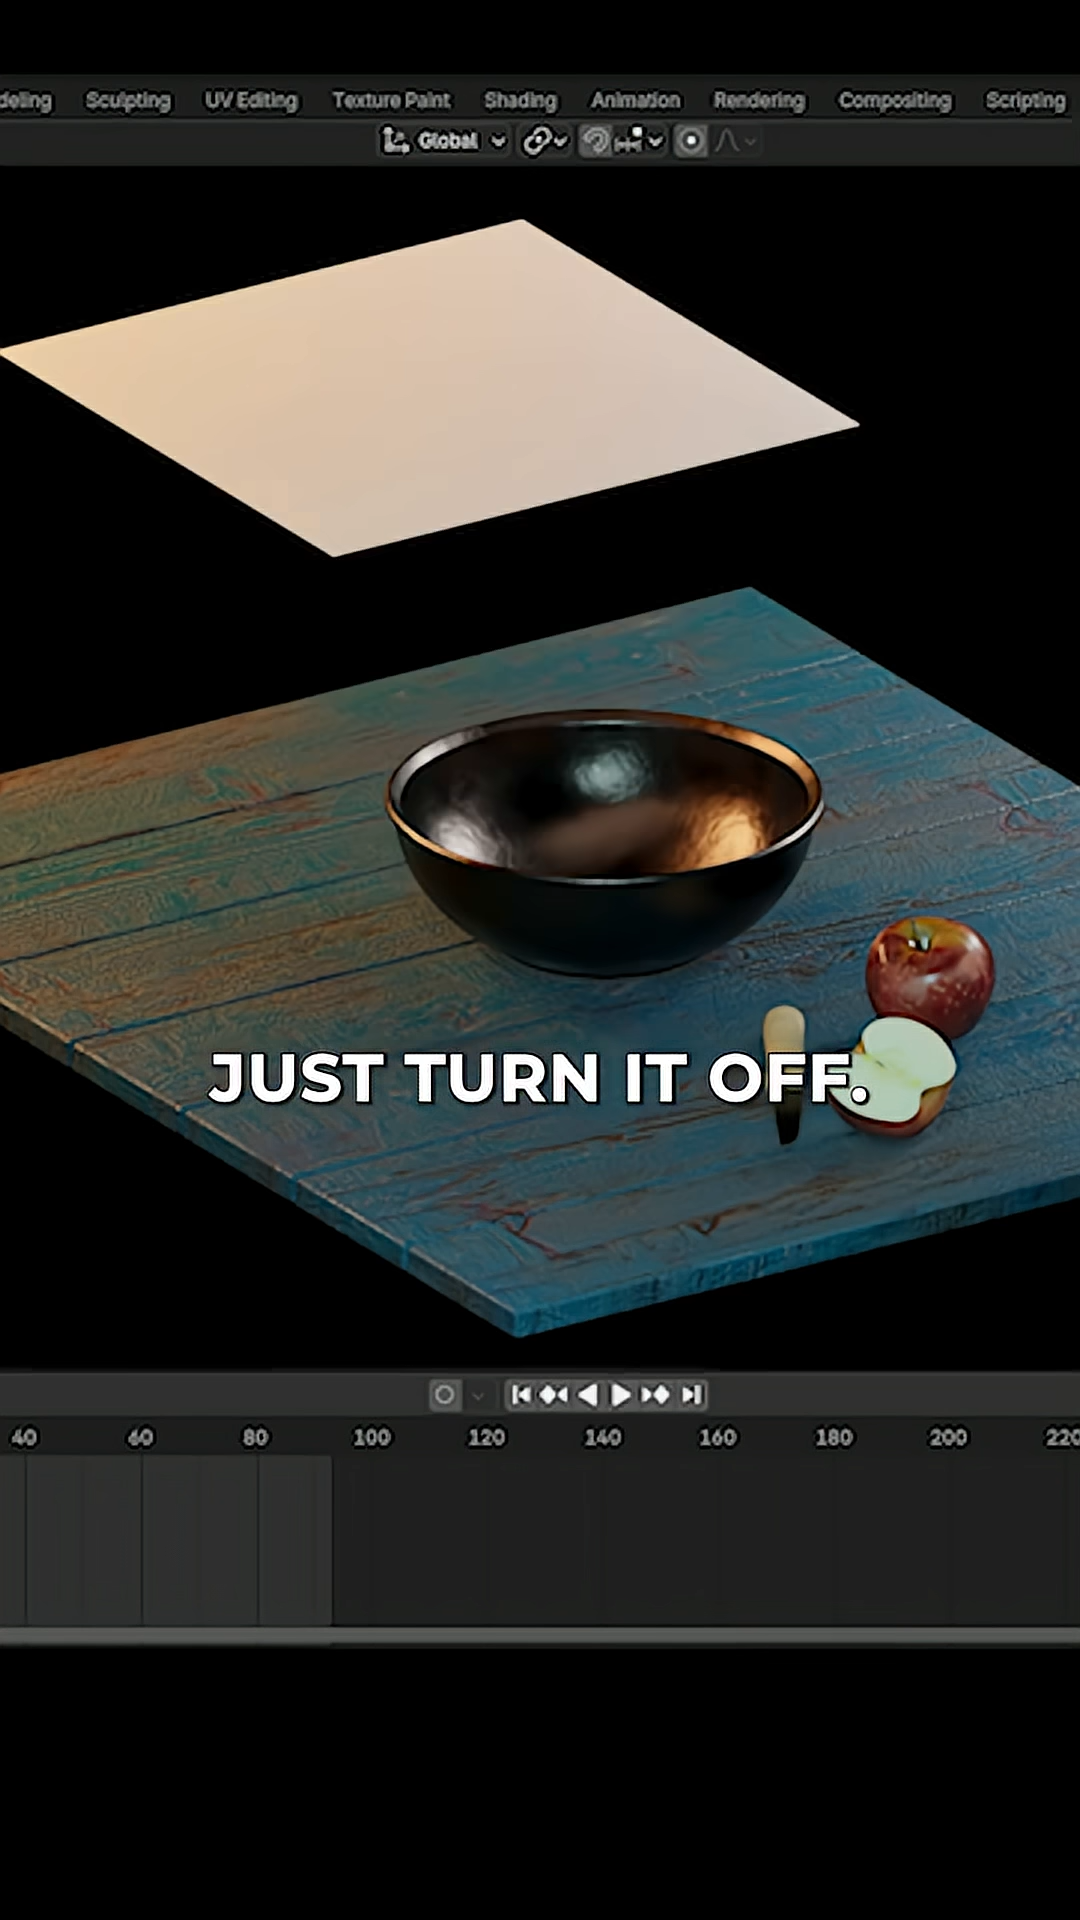 deling Sculpting UV Editing Texture Paint Shading Animation Rendering Compositing Scripting
Global
JUST TURN IT OFF.
40 60 80 100 120 140 160 180 200 220